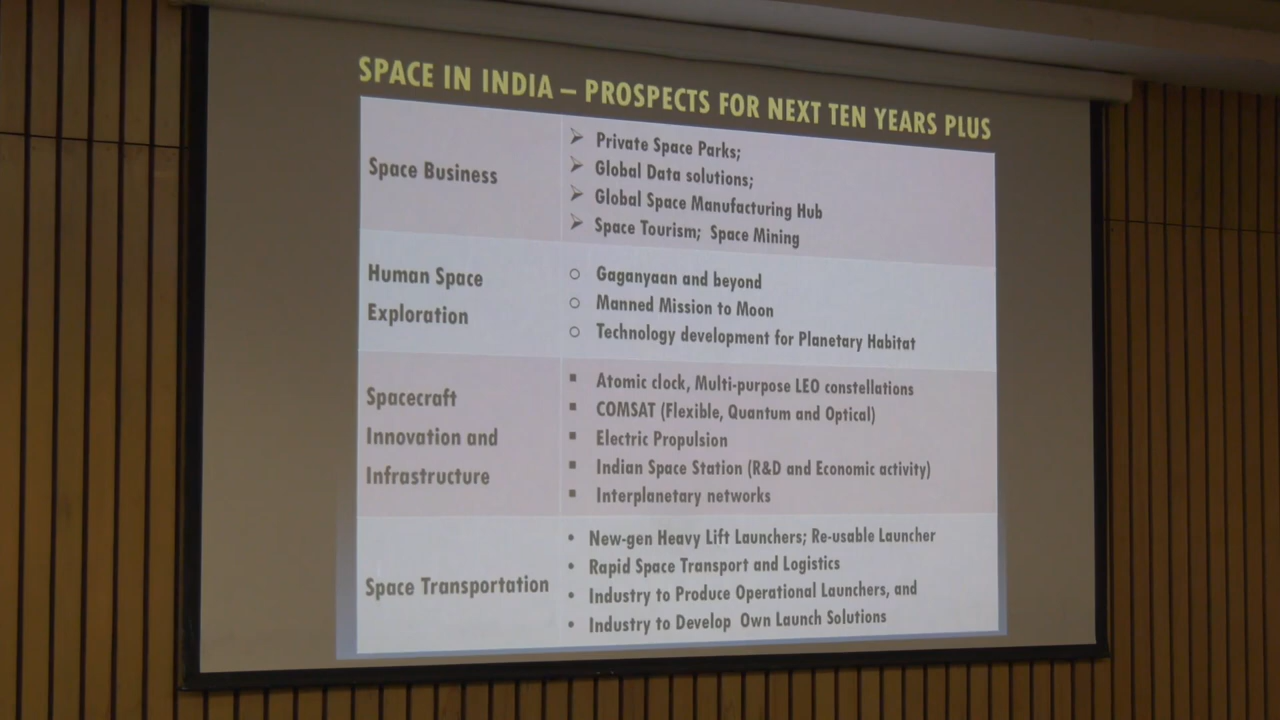 SPACE IN INDIA – PROSPECTS FOR NEXT TEN YEARS PLUS
Space Business
➢ Private Space Parks;
➢ Global Data solutions;
➢ Global Space Manufacturing Hub
➢ Space Tourism; Space Mining
Human Space
Exploration
○ Gaganyaan and beyond
○ Manned Mission to Moon
○ Technology development for Planetary Habitat
Spacecraft
Innovation and
Infrastructure
▪ Atomic clock, Multi-purpose LEO constellations
▪ COMSAT (Flexible, Quantum and Optical)
▪ Electric Propulsion
▪ Indian Space Station (R&D and Economic activity)
▪ Interplanetary networks
Space Transportation
• New-gen Heavy Lift Launchers; Re-usable Launcher
• Rapid Space Transport and Logistics
• Industry to Produce Operational Launchers, and
• Industry to Develop Own Launch Solutions